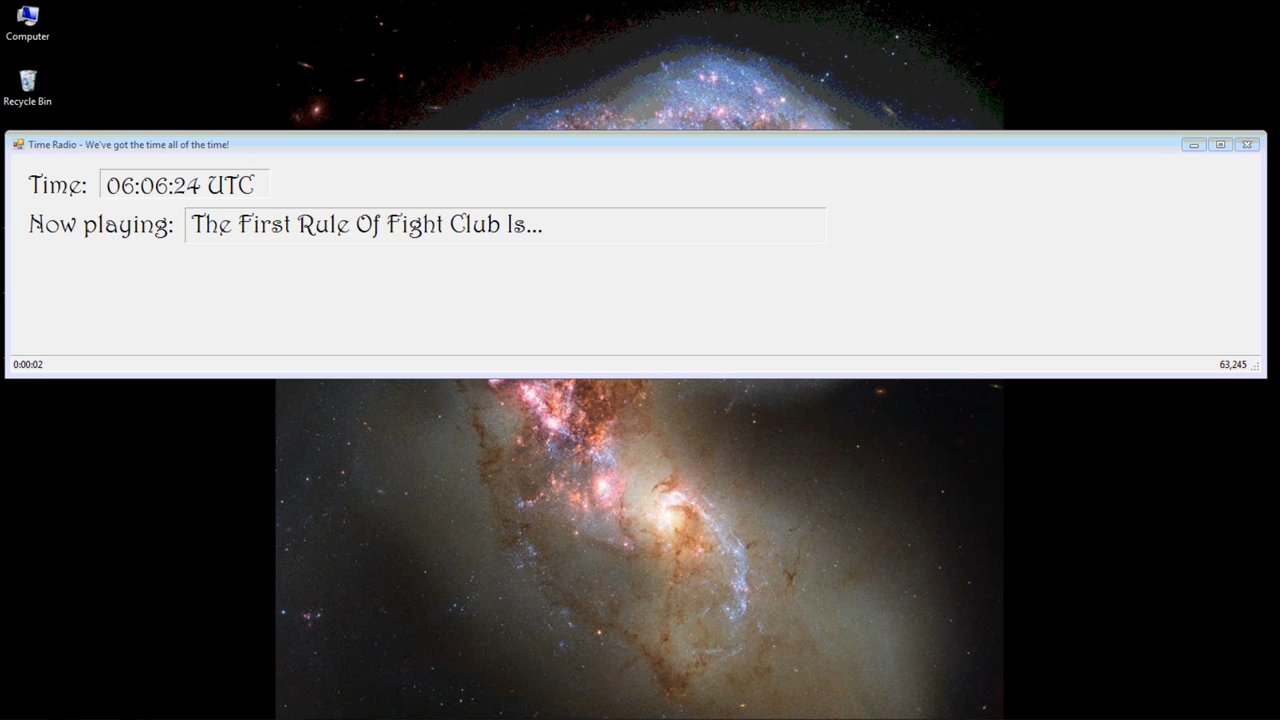 Computer
Recycle Bin
Time Radio - We've got the time all of the time!
Time: 06:06:24 UTC
Now playing: The First Rule Of Fight Club Is...
0:00:02 63,245